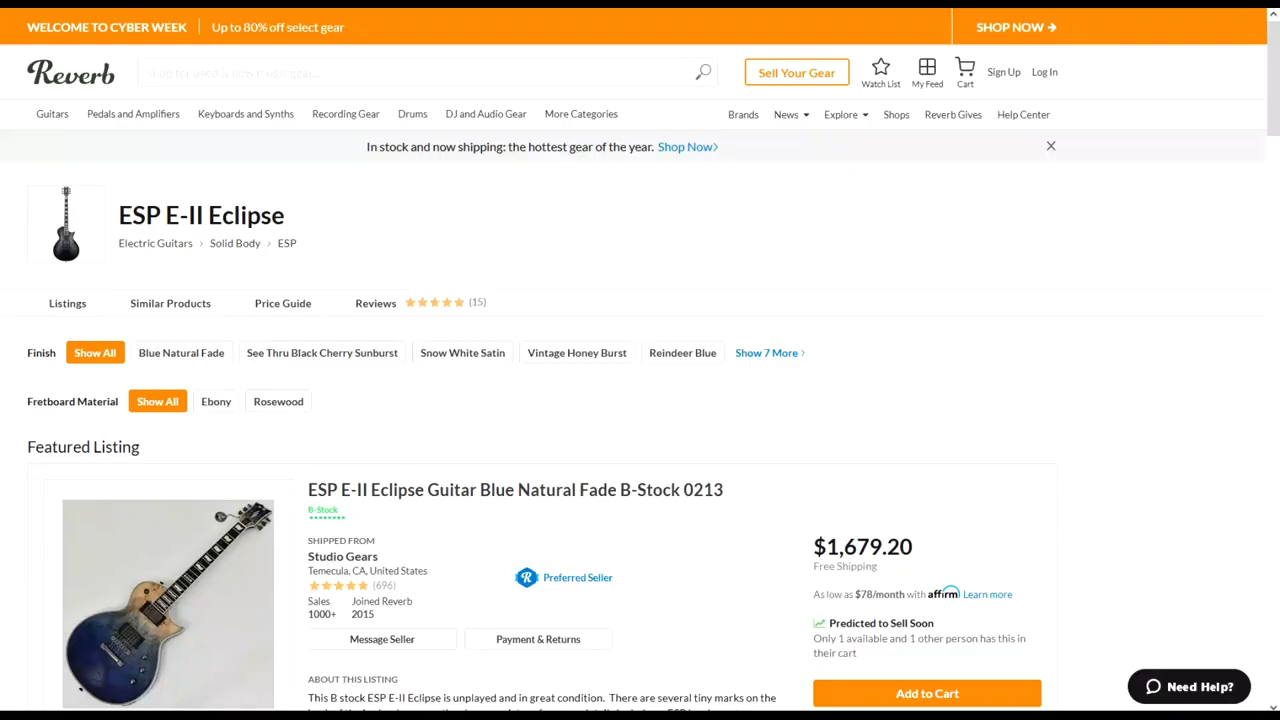 WELCOME TO CYBER WEEK Up to 80% off select gear SHOP NOW →
Reverb Shop for used & new music gear... Sell Your Gear Watch List My Feed Cart Sign Up Log In
Guitars Pedals and Amplifiers Keyboards and Synths Recording Gear Drums DJ and Audio Gear More Categories Brands News Explore Shops Reverb Gives Help Center
In stock and now shipping: the hottest gear of the year. Shop Now
ESP E-II Eclipse
Electric Guitars > Solid Body > ESP
Listings Similar Products Price Guide Reviews (15)
Finish Show All Blue Natural Fade See Thru Black Cherry Sunburst Snow White Satin Vintage Honey Burst Reindeer Blue Show 7 More
Fretboard Material Show All Ebony Rosewood
Featured Listing
ESP E-II Eclipse Guitar Blue Natural Fade B-Stock 0213
B-Stock
SHIPPED FROM
Studio Gears
Temecula, CA, United States
(696)
Sales Joined Reverb
1000+ 2015
Preferred Seller
Message Seller Payment & Returns
$1,679.20
Free Shipping
As low as $78/month with affirm Learn more
Predicted to Sell Soon
Only 1 available and 1 other person has this in
their cart
Add to Cart
ABOUT THIS LISTING
This B stock ESP E-II Eclipse is unplayed and in great condition. There are several tiny marks on the
Need Help?